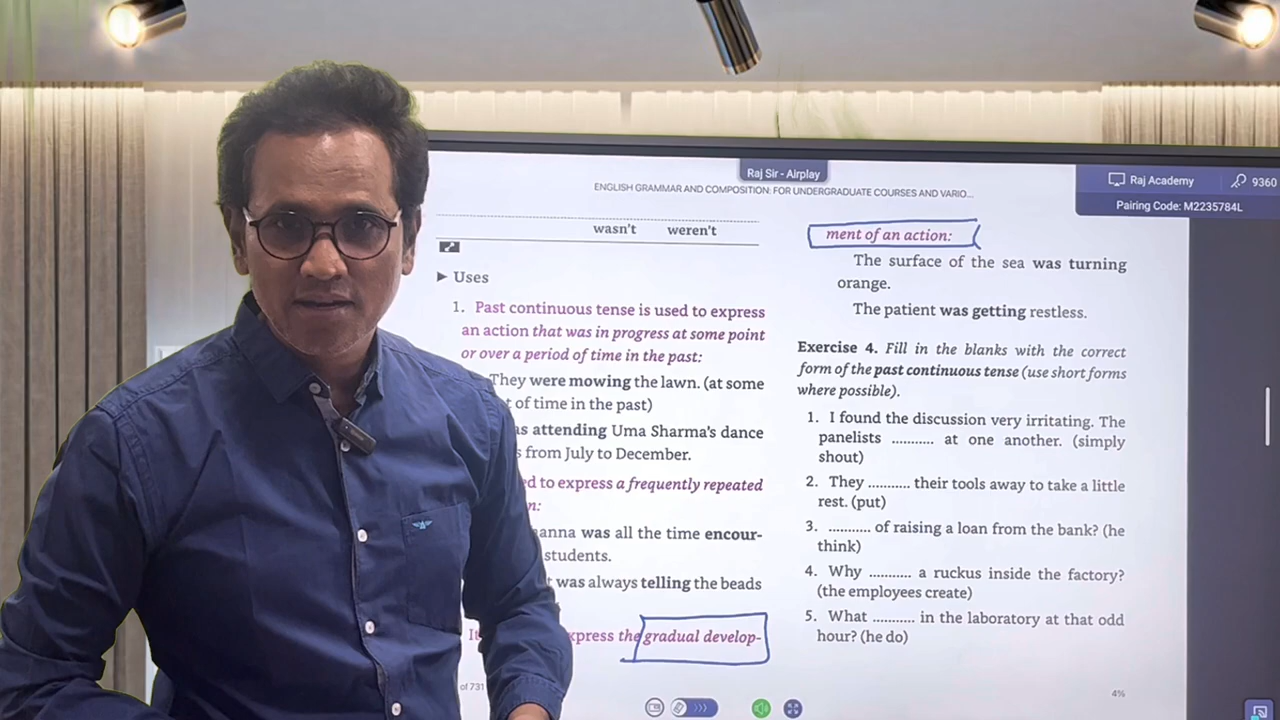 Raj Sir - Airplay
Raj Academy
9360
Pairing Code: M2235784L
ENGLISH GRAMMAR AND COMPOSITION: FOR UNDERGRADUATE COURSES AND VARIO...
wasn't weren't
► Uses
1. Past continuous tense is used to express
an action that was in progress at some point
or over a period of time in the past:
They were mowing the lawn. (at some
of time in the past)
attending Uma Sharma's dance
from July to December.
to express a frequently repeated
was all the time encour-
students.
was always telling the beads
the gradual develop-
of 731
ment of an action:
The surface of the sea was turning
orange.
The patient was getting restless.
Exercise 4. Fill in the blanks with the correct
form of the past continuous tense (use short forms
where possible).
1. I found the discussion very irritating. The
panelists ........... at one another. (simply
shout)
2. They ........... their tools away to take a little
rest. (put)
3. ........... of raising a loan from the bank? (he
think)
4. Why ........... a ruckus inside the factory?
(the employees create)
5. What ........... in the laboratory at that odd
hour? (he do)
4%